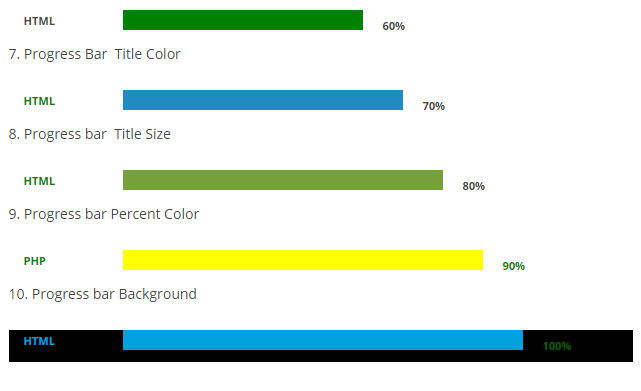 HTML 60%
7. Progress Bar  Title Color
HTML 70%
8. Progress bar  Title Size
HTML 80%
9. Progress bar Percent Color
PHP 90%
10. Progress bar Background
HTML 100%